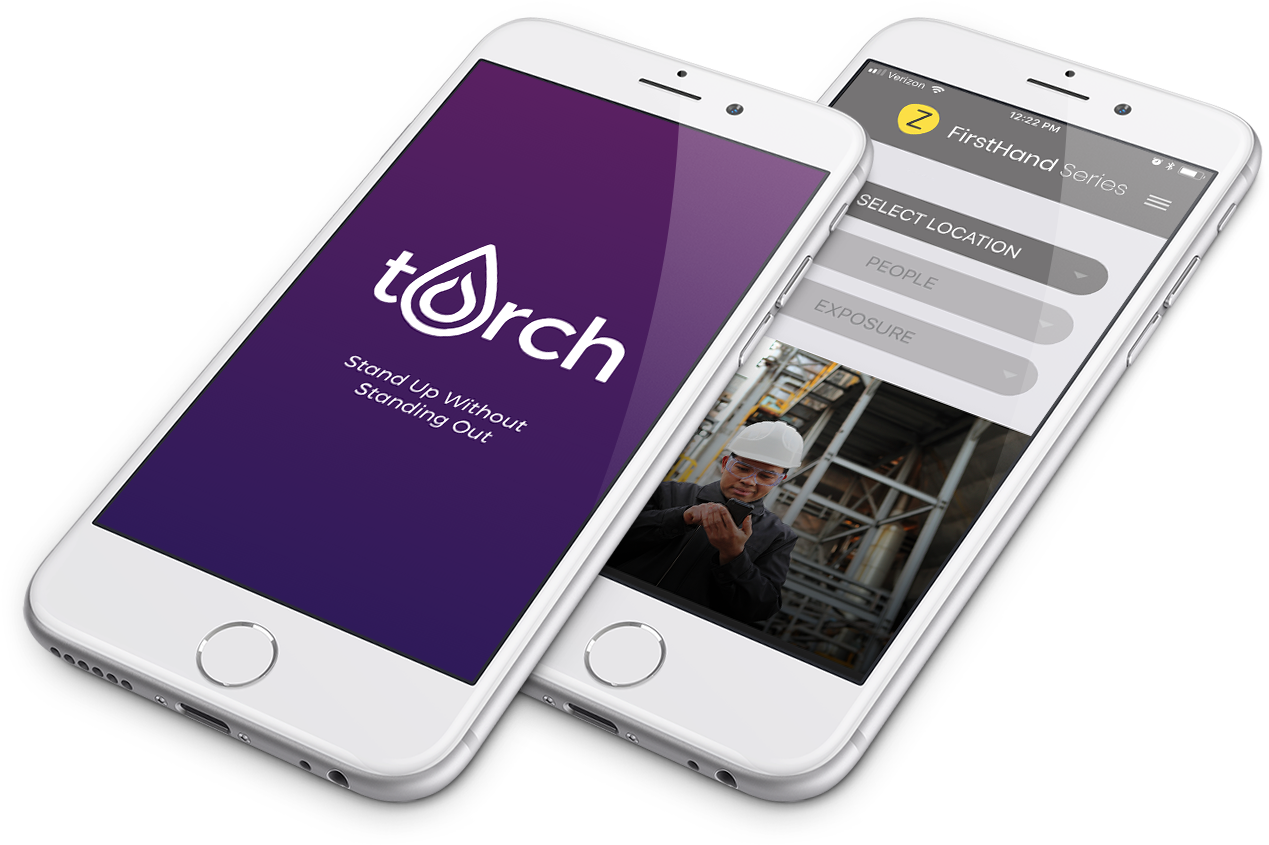 torch
Stand Up Without
Standing Out
Verizon
12:22 PM
Z FirstHand Series
SELECT LOCATION
PEOPLE
EXPOSURE